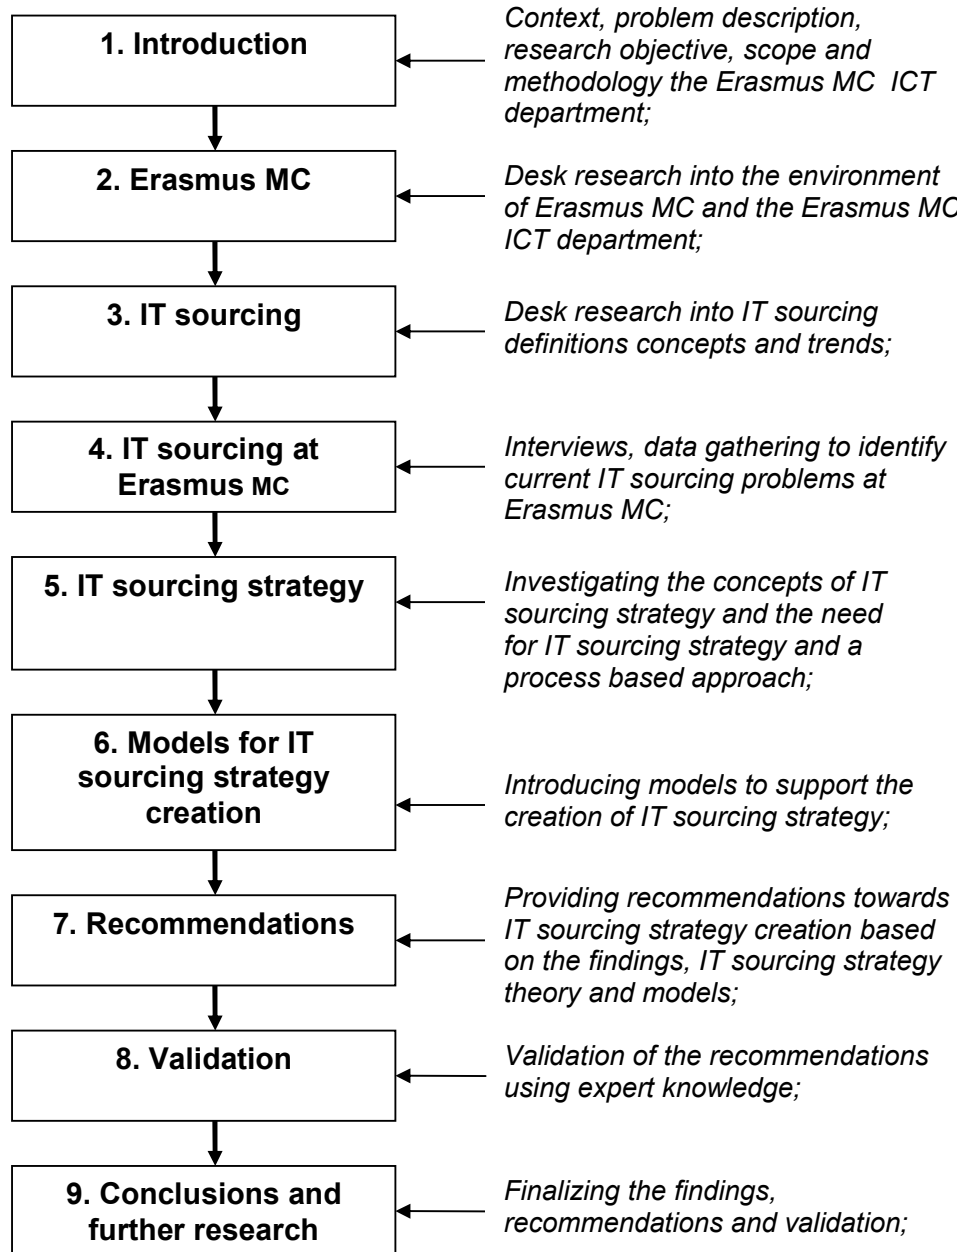 1. Introduction
Context, problem description,
research objective, scope and
methodology the Erasmus MC  ICT
department;
2. Erasmus MC
Desk research into the environment
of Erasmus MC and the Erasmus MC
ICT department;
3. IT sourcing
Desk research into IT sourcing
definitions concepts and trends;
4. IT sourcing at
Erasmus MC
Interviews, data gathering to identify
current IT sourcing problems at
Erasmus MC;
5. IT sourcing strategy
Investigating the concepts of IT
sourcing strategy and the need
for IT sourcing strategy and a
process based approach;
6. Models for IT
sourcing strategy
creation
Introducing models to support the
creation of IT sourcing strategy;
7. Recommendations
Providing recommendations towards
IT sourcing strategy creation based
on the findings, IT sourcing strategy
theory and models;
8. Validation
Validation of the recommendations
using expert knowledge;
9. Conclusions and
further research
Finalizing the findings,
recommendations and validation;